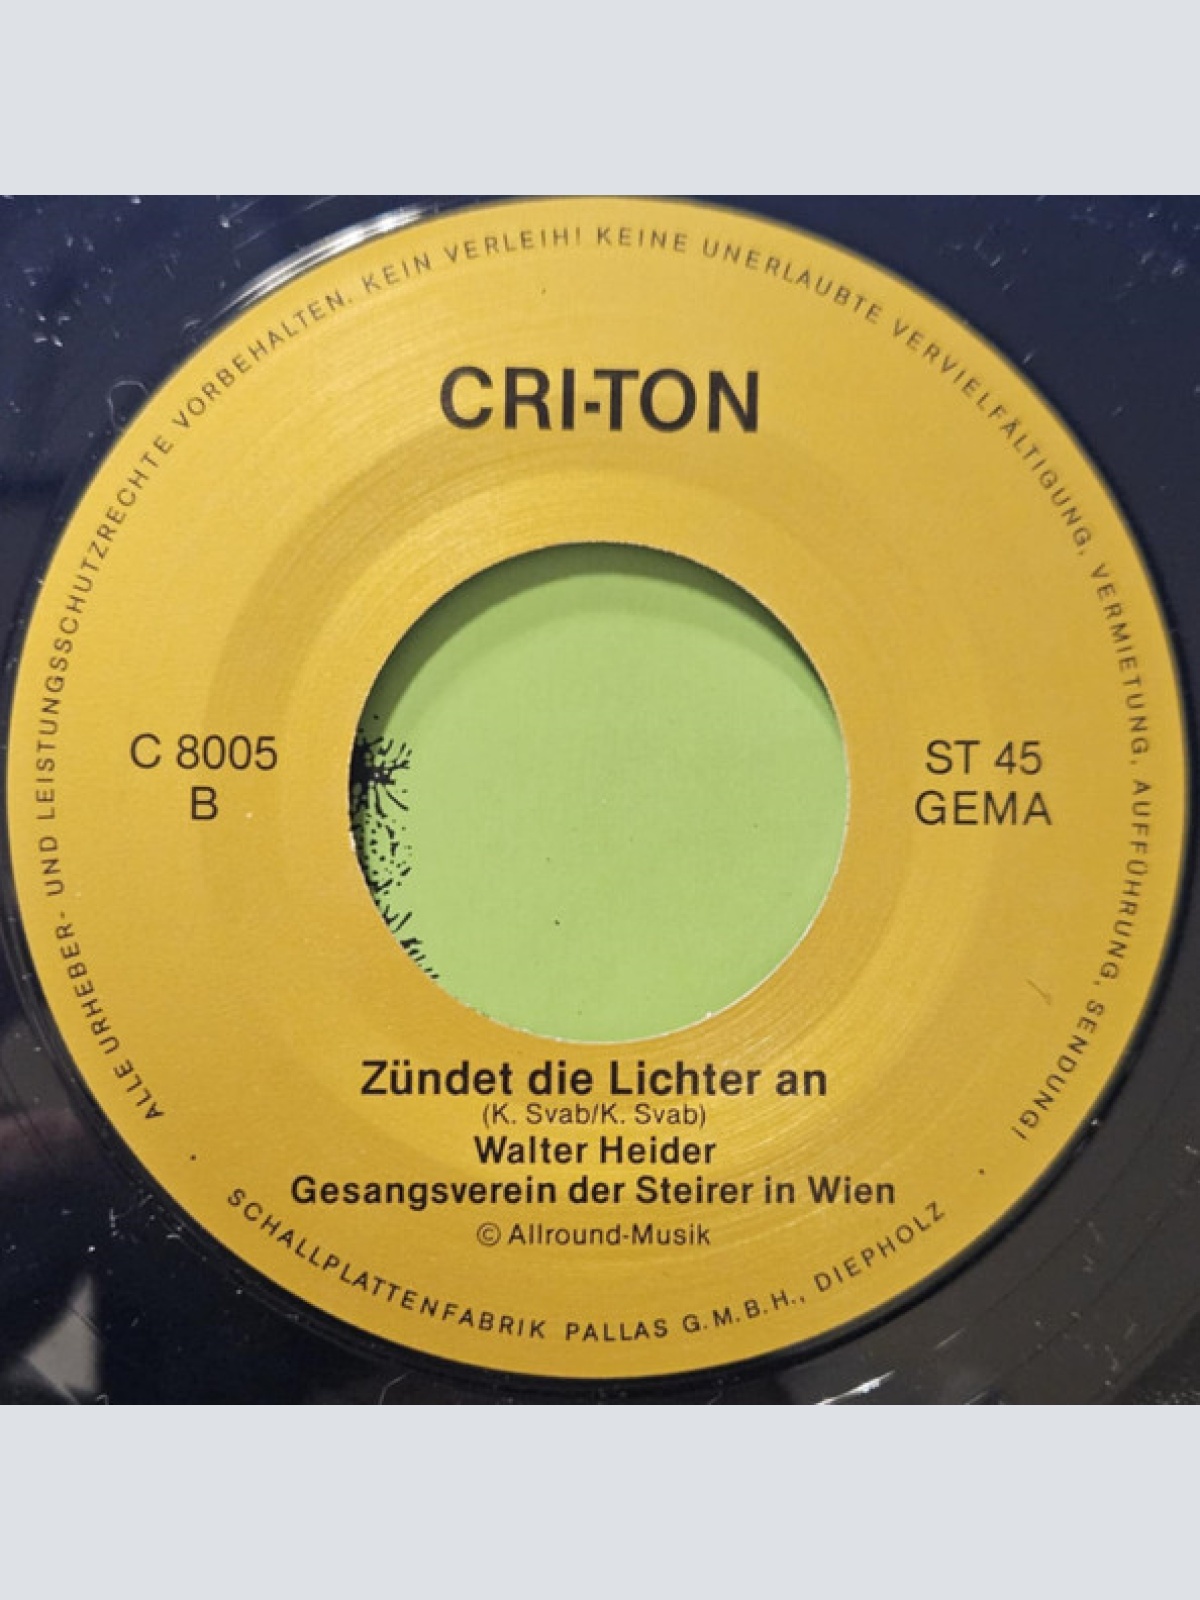 ALLE URHEBER- UND LEISTUNGSSCHUTZRECHTE VORBEHALTEN. KEIN VERLEIH! KEINE UNERLAUBTE VERVIELFÄLTIGUNG, VERMIETUNG, AUFFÜHRUNG, SENDUNG!
CRI-TON
C 8005
B
ST 45
GEMA
Zündet die Lichter an
(K. Svab/K. Svab)
Walter Heider
Gesangsverein der Steirer in Wien
© Allround-Musik
· SCHALLPLATTENFABRIK PALLAS G.M.B.H., DIEPHOLZ ·